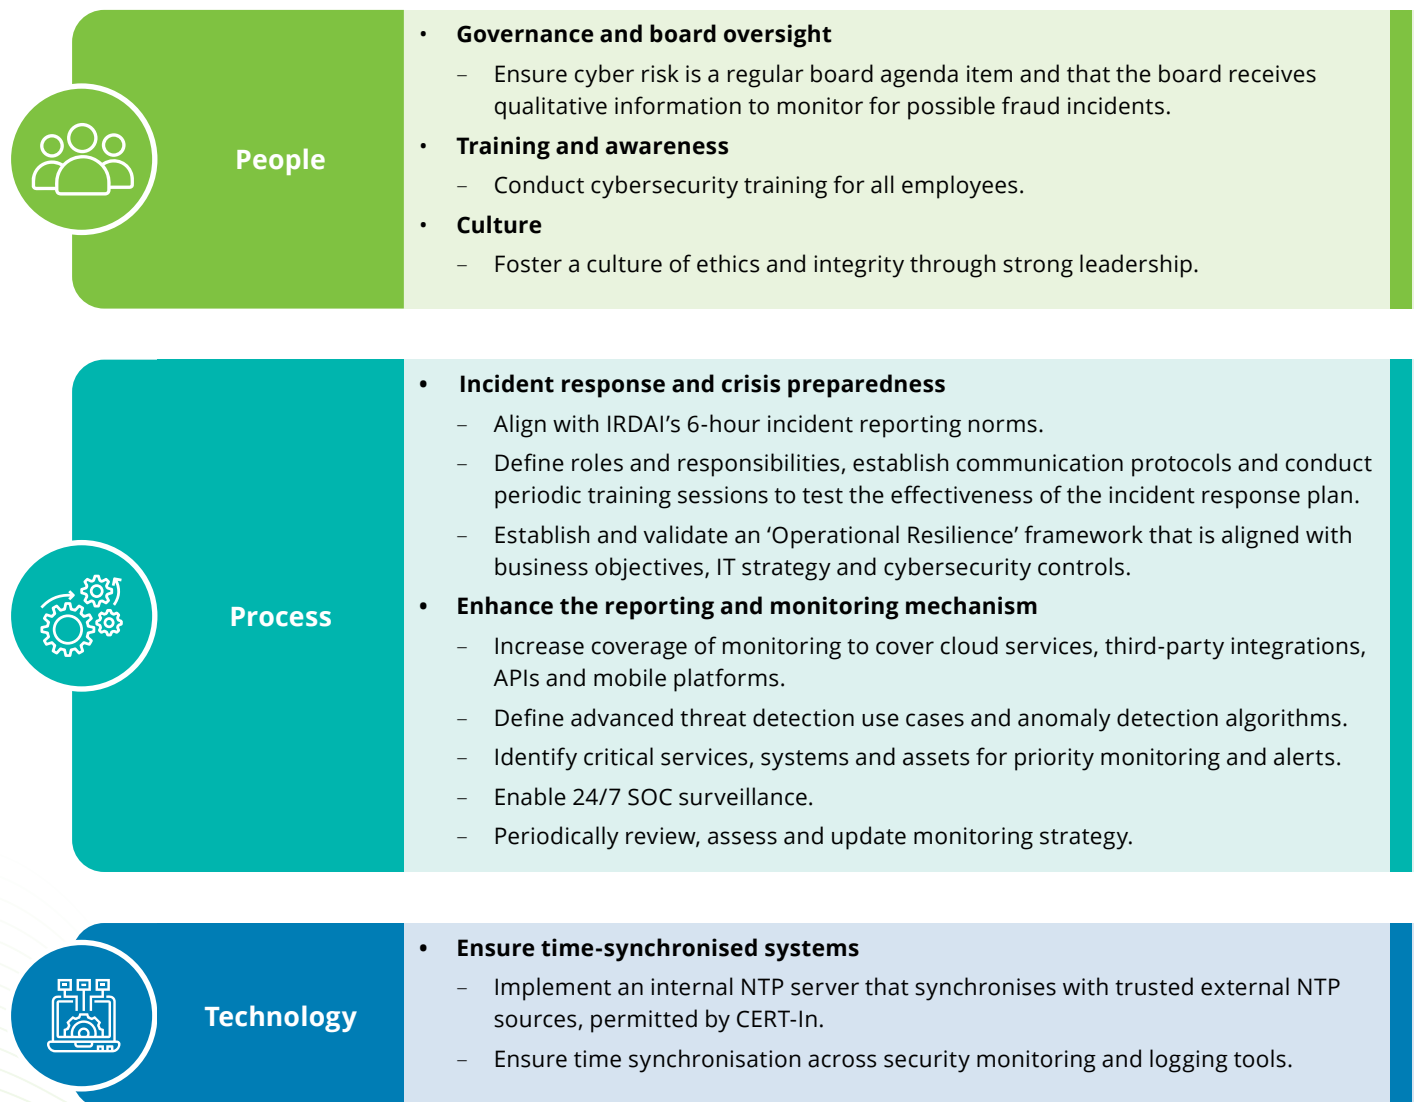 People
• Governance and board oversight
– Ensure cyber risk is a regular board agenda item and that the board receives
qualitative information to monitor for possible fraud incidents.
• Training and awareness
– Conduct cybersecurity training for all employees.
• Culture
– Foster a culture of ethics and integrity through strong leadership.
Process
• Incident response and crisis preparedness
– Align with IRDAI’s 6-hour incident reporting norms.
– Define roles and responsibilities, establish communication protocols and conduct
periodic training sessions to test the effectiveness of the incident response plan.
– Establish and validate an ‘Operational Resilience’ framework that is aligned with
business objectives, IT strategy and cybersecurity controls.
• Enhance the reporting and monitoring mechanism
– Increase coverage of monitoring to cover cloud services, third-party integrations,
APIs and mobile platforms.
– Define advanced threat detection use cases and anomaly detection algorithms.
– Identify critical services, systems and assets for priority monitoring and alerts.
– Enable 24/7 SOC surveillance.
– Periodically review, assess and update monitoring strategy.
Technology
• Ensure time-synchronised systems
– Implement an internal NTP server that synchronises with trusted external NTP
sources, permitted by CERT-In.
– Ensure time synchronisation across security monitoring and logging tools.